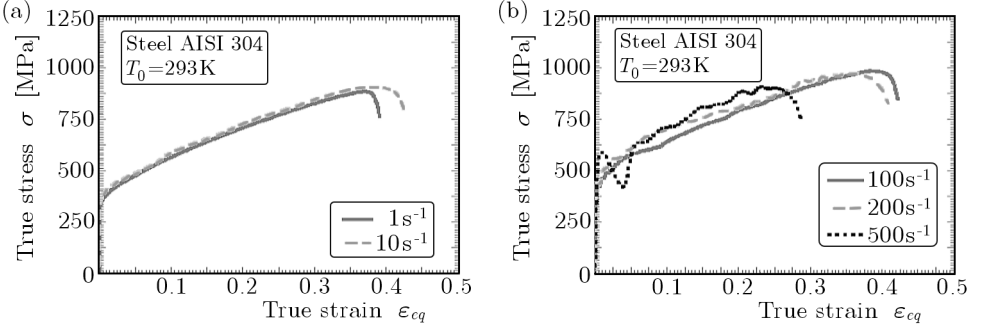 (a)
True stress σ [MPa]
1250
1000
750
500
250
0
Steel AISI 304
T₀=293K
1s⁻¹
10s⁻¹
0.1 0.2 0.3 0.4 0.5
True strain εeq
(b)
True stress σ [MPa]
1250
1000
750
500
250
0
Steel AISI 304
T₀=293K
100s⁻¹
200s⁻¹
500s⁻¹
0.1 0.2 0.3 0.4 0.5
True strain εeq